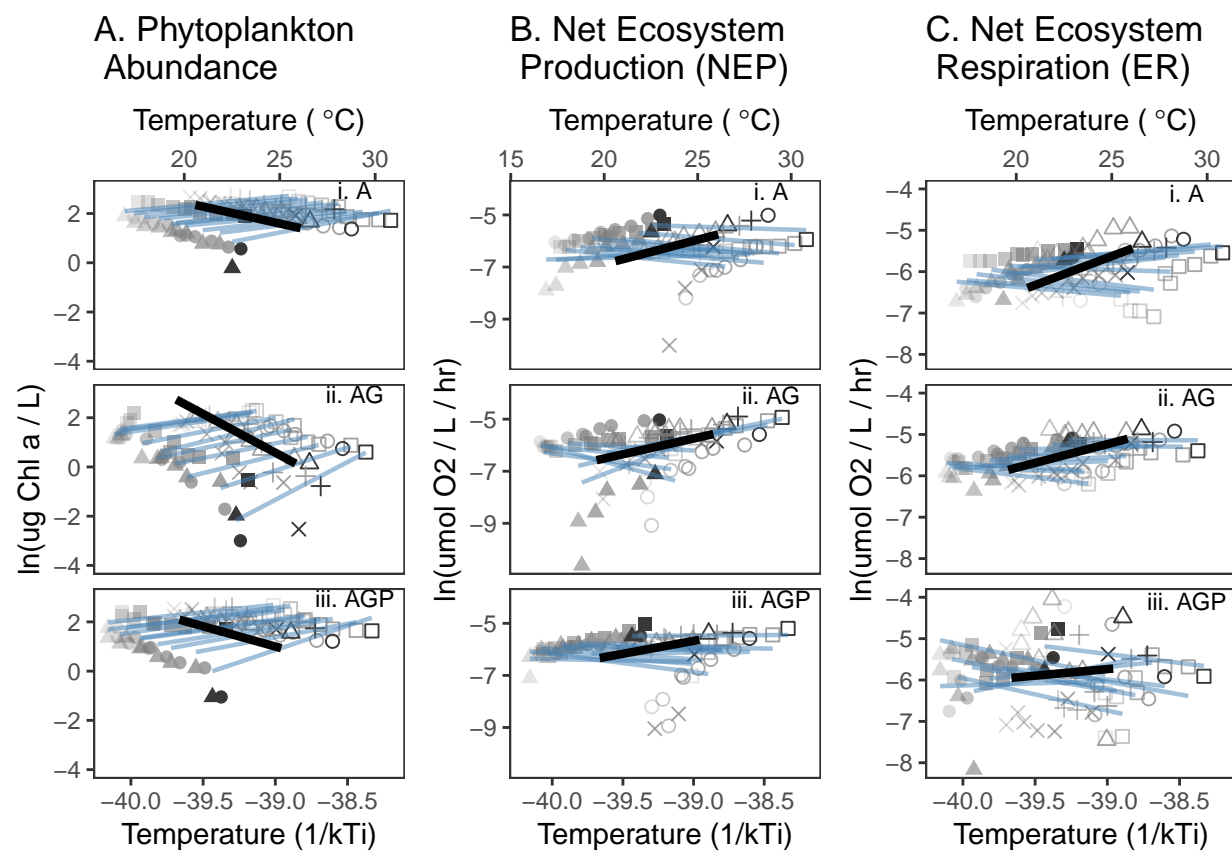 A. Phytoplankton
Abundance
B. Net Ecosystem
Production (NEP)
C. Net Ecosystem
Respiration (ER)
Temperature ( °C)
Temperature ( °C)
Temperature ( °C)
20 25 30
15 20 25 30
20 25 30
i. A
i. A
i. A
2
0
−2
−4
−5
−7
−9
−4
−5
−6
−7
−8
ii. AG
ii. AG
ii. AG
2
0
−2
−4
−5
−7
−9
−4
−5
−6
−7
−8
iii. AGP
iii. AGP
iii. AGP
2
0
−2
−4
−5
−7
−9
−4
−5
−6
−7
−8
ln(ug Chl a / L)
ln(umol O2 / L / hr)
ln(umol O2 / L / hr)
−40.0 −39.5 −39.0 −38.5
−40.0 −39.5 −39.0 −38.5
−40.0 −39.5 −39.0 −38.5
Temperature (1/kTi)
Temperature (1/kTi)
Temperature (1/kTi)